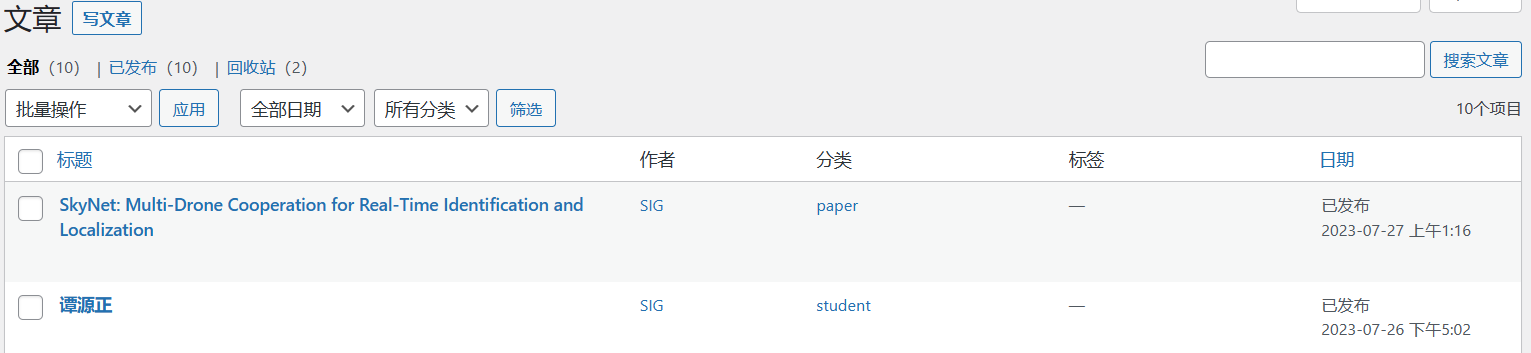 文章 写文章
全部（10） | 已发布（10） | 回收站（2）
搜索文章
批量操作 应用 全部日期 所有分类 筛选
10个项目
标题 作者 分类 标签 日期
SkyNet: Multi-Drone Cooperation for Real-Time Identification and SIG paper — 已发布
Localization 2023-07-27 上午1:16
谭源正 SIG student — 已发布
2023-07-26 下午5:02